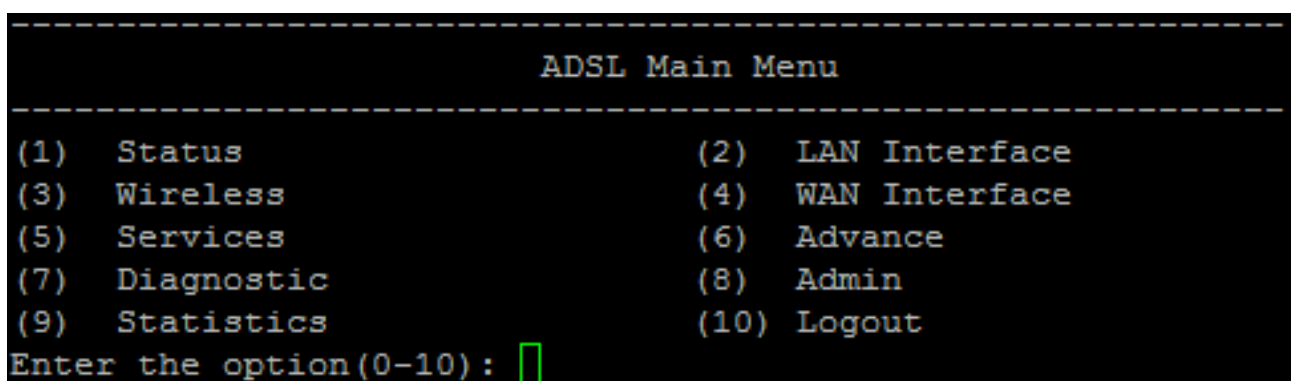 ------------------------------------------------------------
ADSL Main Menu
------------------------------------------------------------
(1) Status (2) LAN Interface
(3) Wireless (4) WAN Interface
(5) Services (6) Advance
(7) Diagnostic (8) Admin
(9) Statistics (10) Logout
Enter the option(0-10):